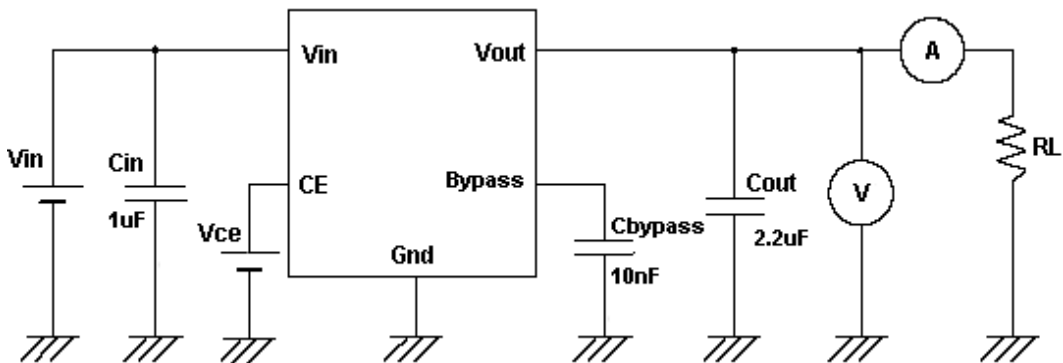 Vin
Vout
A
Vin
Cin
CE
Bypass
Cout
V
RL
1uF
Vce
Cbypass
2.2uF
Gnd
10nF